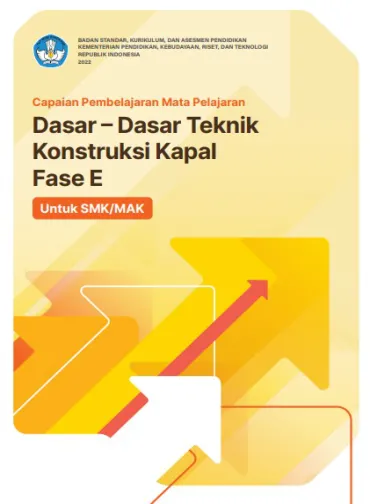 BADAN STANDAR, KURIKULUM, DAN ASESMEN PENDIDIKAN
KEMENTERIAN PENDIDIKAN, KEBUDAYAAN, RISET, DAN TEKNOLOGI
REPUBLIK INDONESIA
2022
Capaian Pembelajaran Mata Pelajaran
Dasar – Dasar Teknik
Konstruksi Kapal
Fase E
Untuk SMK/MAK